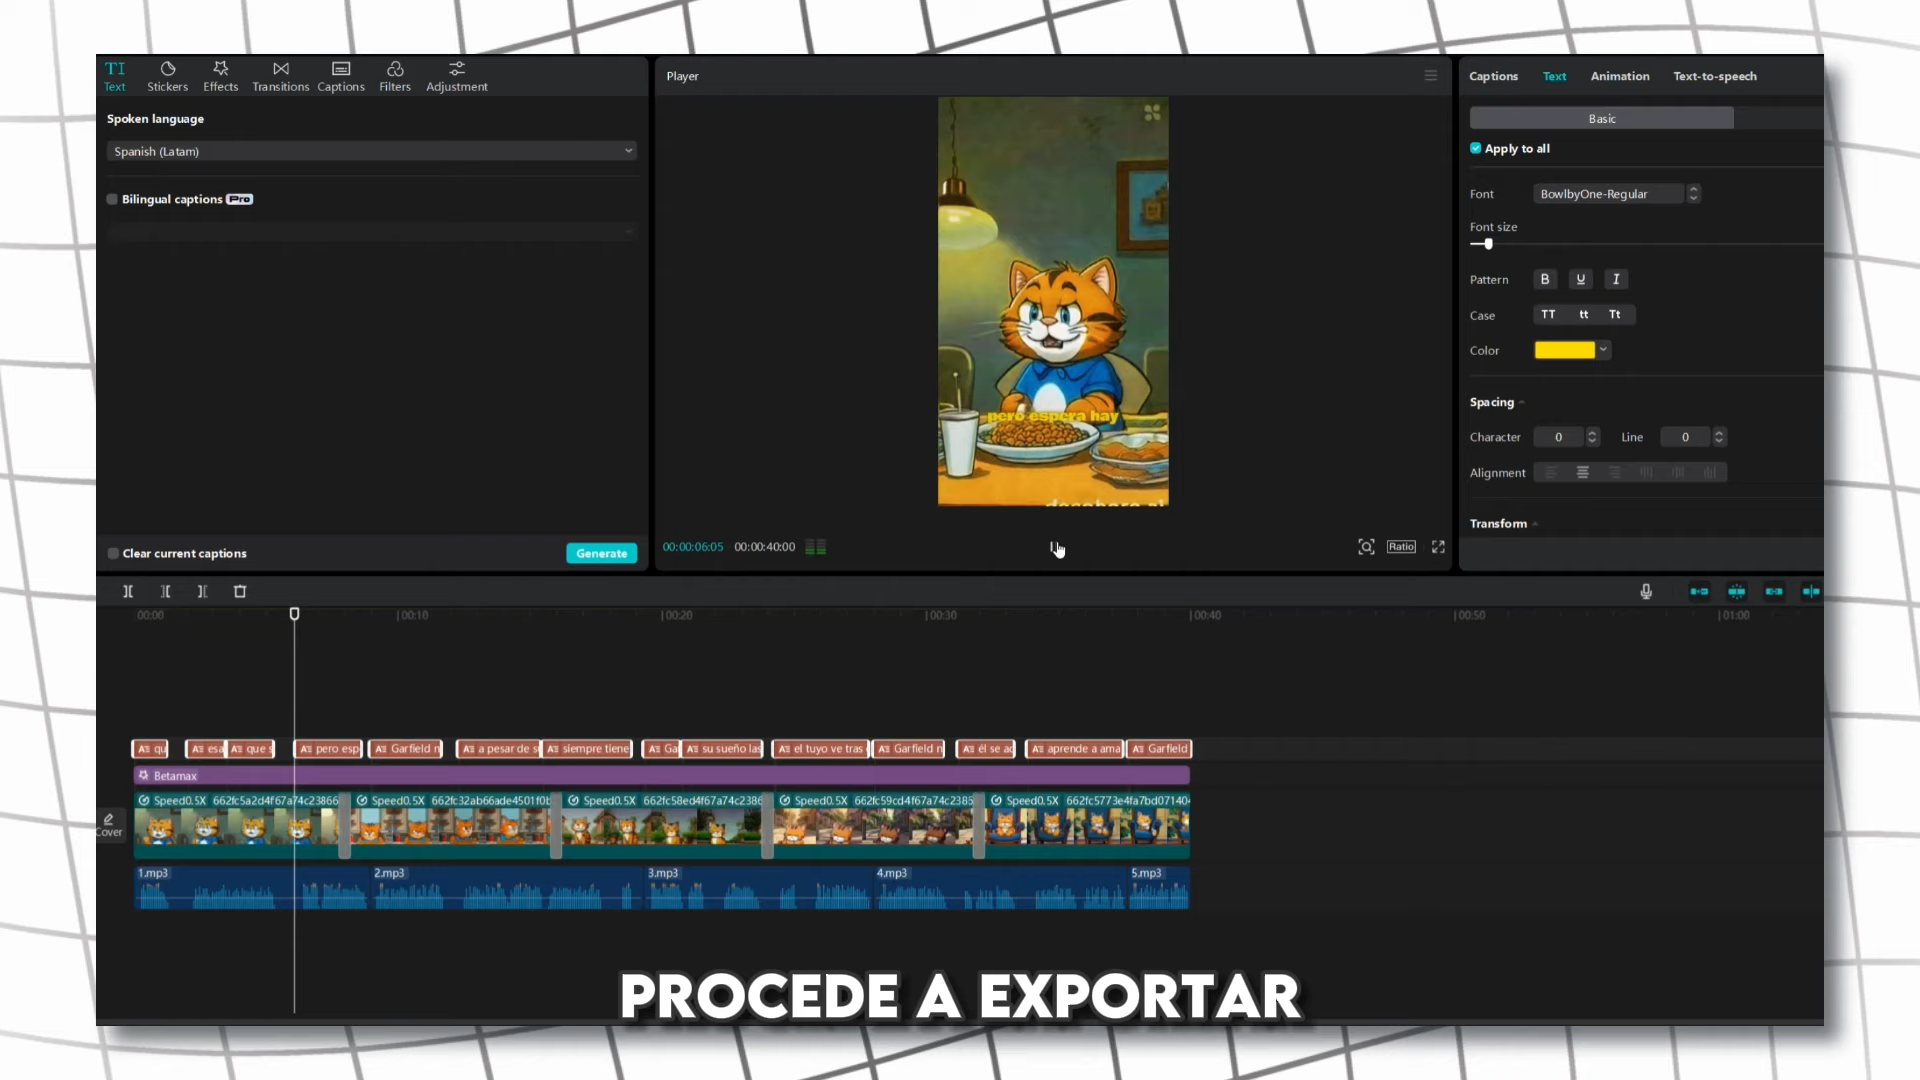 TI
Text
Stickers
Effects
Transitions
Captions
Filters
Adjustment
Spoken language
Spanish (Latam)
Bilingual captions Pro
Clear current captions
Generate
Player
pero espera hay
00:00:06:05 00:00:40:00
Ratio
Captions Text Animation Text-to-speech
Basic
Apply to all
Font BowlbyOne-Regular
Font size
Pattern B U I
Case TT tt Tt
Color
Spacing
Character 0 Line 0
Alignment
Transform
00:00 00:10 00:20 00:30 00:40 00:50 01:00
qu esa que s pero esp Garfield n a pesar de s siempre tiene Ga su sueño las el tuyo ve tras Garfield n él se ad aprende a ama Garfield
Betamax
Cover
Speed0.5X 662fc5a2d4f67a74c23866 Speed0.5X 662fc32ab66ade4501f0b Speed0.5X 662fc58ed4f67a74c2386 Speed0.5X 662fc59cd4f67a74c2385 Speed0.5X 662fc5773e4fa7bd071404
1.mp3 2.mp3 3.mp3 4.mp3 5.mp3
PROCEDE A EXPORTAR